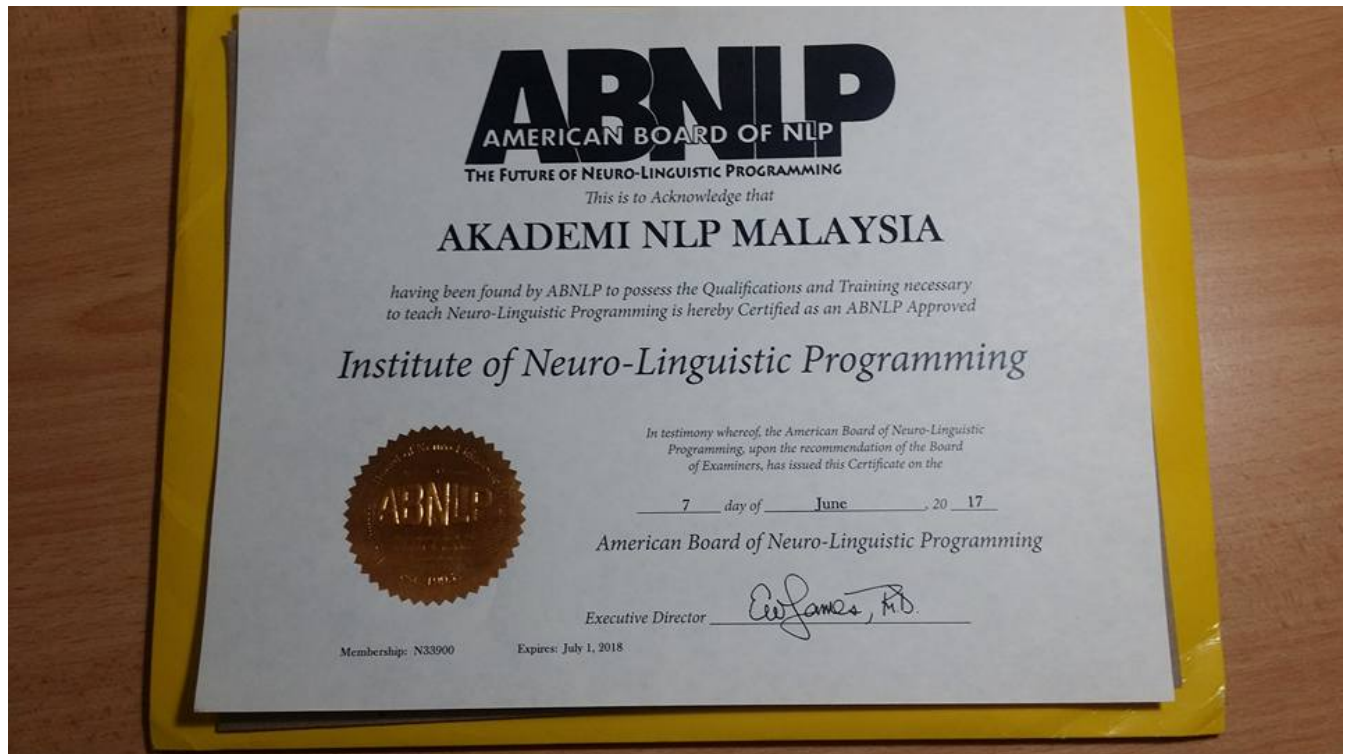 ABNLP
AMERICAN BOARD OF NLP
THE FUTURE OF NEURO-LINGUISTIC PROGRAMMING
This is to Acknowledge that
AKADEMI NLP MALAYSIA
having been found by ABNLP to possess the Qualifications and Training necessary
to teach Neuro-Linguistic Programming is hereby Certified as an ABNLP Approved
Institute of Neuro-Linguistic Programming
In testimony whereof, the American Board of Neuro-Linguistic
Programming, upon the recommendation of the Board
of Examiners, has issued this Certificate on the
7 day of June, 20 17
American Board of Neuro-Linguistic Programming
ABNLP
Executive Director
Membership: N33900 Expires: July 1, 2018